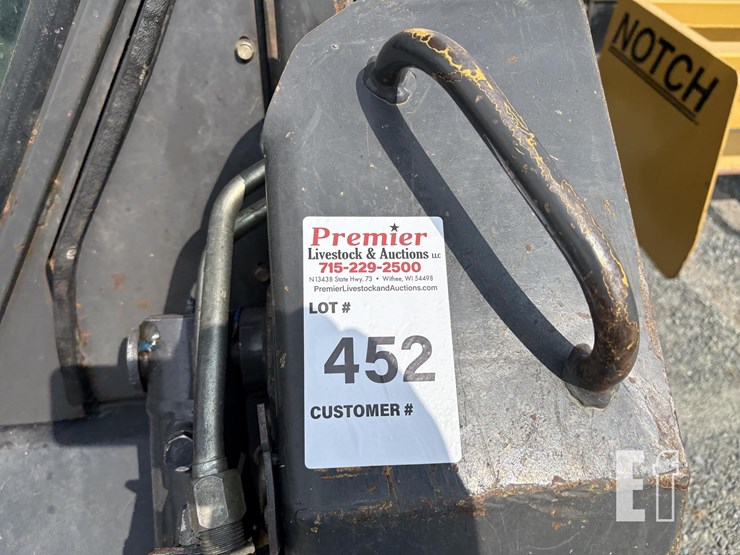 NOTCH
Premier
Livestock & Auctions LLC
715-229-2500
N13438 State Hwy. 73 • Withee, WI 54498
PremierLivestockandAuctions.com
LOT #
452
CUSTOMER #
E1